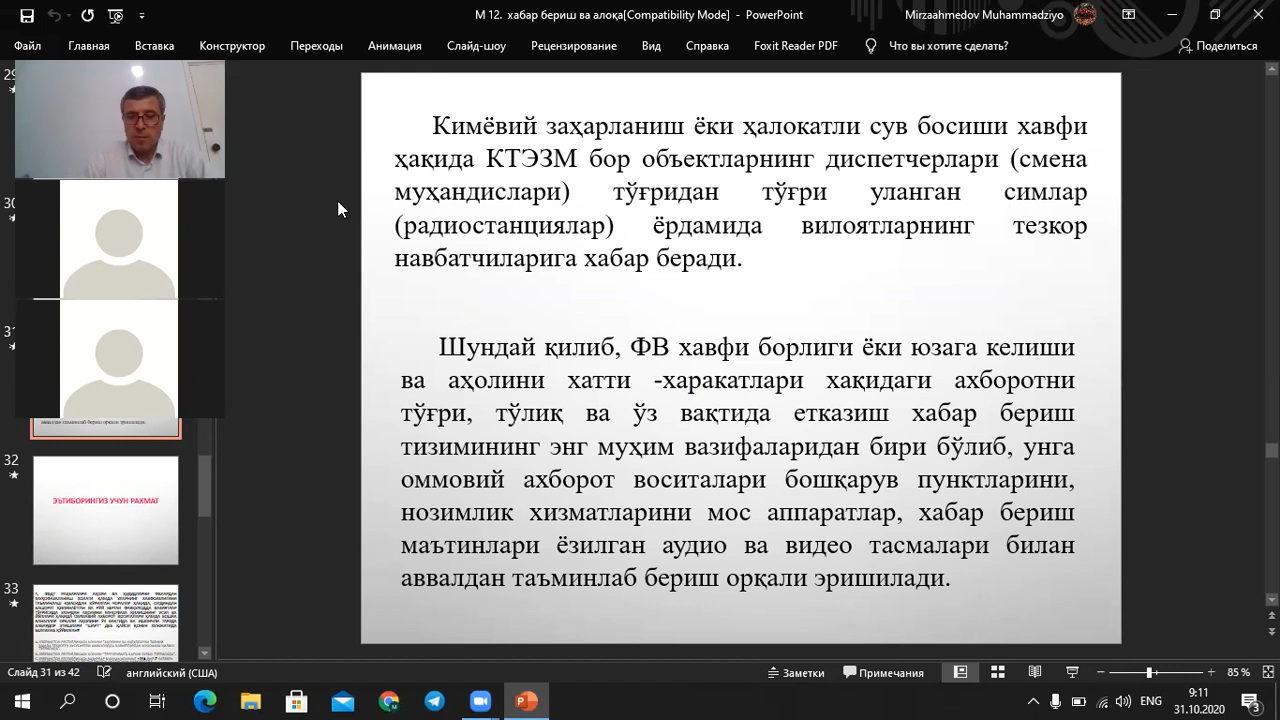 M 12.  хабар бериш ва алоқа[Compatibility Mode]  -  PowerPoint
Mirzaahmedov Muhammadziyo
Файл Главная Вставка Конструктор Переходы Анимация Слайд-шоу Рецензирование Вид Справка Foxit Reader PDF Что вы хотите сделать? Поделиться
Кимёвий заҳарланиш ёки ҳалокатли сув босиши хавфи
ҳақида КТЭЗМ бор объектларнинг диспетчерлари (смена
муҳандислари) тўғридан тўғри уланган симлар
(радиостанциялар) ёрдамида вилоятларнинг тезкор
навбатчиларига хабар беради.
Шундай қилиб, ФВ хавфи борлиги ёки юзага келиши
ва аҳолини хатти -харакатлари хақидаги ахборотни
тўғри, тўлиқ ва ўз вақтида етказиш хабар бериш
тизимининг энг муҳим вазифаларидан бири бўлиб, унга
оммовий ахборот воситалари бошқарув пунктларини,
нозимлик хизматларини мос аппаратлар, хабар бериш
маътинлари ёзилган аудио ва видео тасмалари билан
аввалдан таъминлаб бериш орқали эришилади.
32
ЭЪТИБОРИНГИЗ УЧУН РАХМАТ
33
Слайд 31 из 42 английский (США) Заметки Примечания 85 %
ENG
9:11
31.10.2020
3